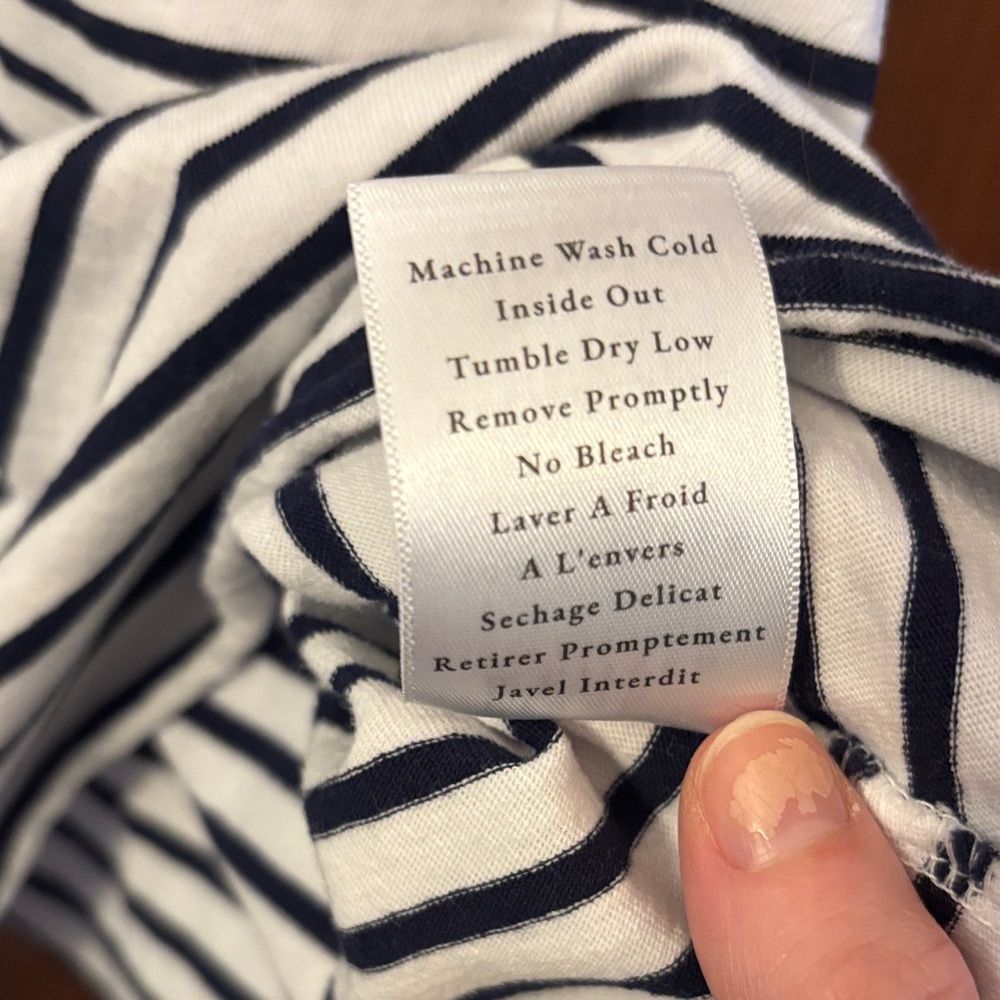 Machine Wash Cold
Inside Out
Tumble Dry Low
Remove Promptly
No Bleach
Laver A Froid
A L'envers
Sechage Delicat
Retirer Promptement
Javel Interdit